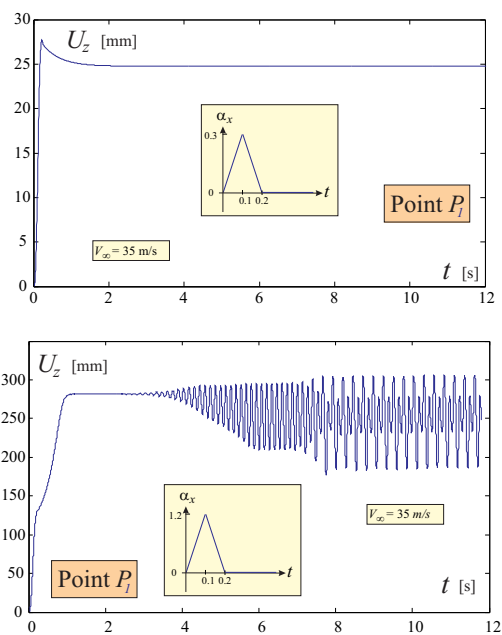 30
U_z [mm]
25
20
α_x
0.3
15
0
t
0.1 0.2
10
Point P_1
5
V_∞ = 35 m/s
t [s]
0
0 2 4 6 8 10 12
U_z [mm]
300
250
200
α_x
150
1.2
V_∞ = 35 m/s
100
0
t
0.1 0.2
Point P_1
50
t [s]
0
0 2 4 6 8 10 12